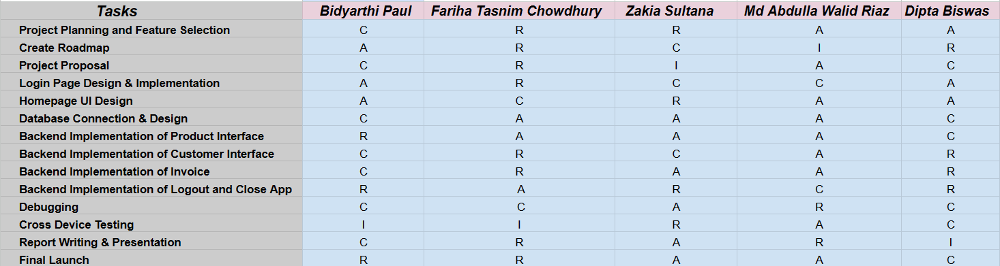 Tasks Bidyarthi Paul Fariha Tasnim Chowdhury Zakia Sultana Md Abdulla Walid Riaz Dipta Biswas
Project Planning and Feature Selection C R R A A
Create Roadmap A R C I R
Project Proposal C R I A C
Login Page Design & Implementation A R C C A
Homepage UI Design A C R A A
Database Connection & Design C A A A C
Backend Implementation of Product Interface R A A A C
Backend Implementation of Customer Interface C R C A R
Backend Implementation of Invoice C R A A R
Backend Implementation of Logout and Close App R A R C R
Debugging C C A R C
Cross Device Testing I I R A C
Report Writing & Presentation C R A R I
Final Launch R R A A C